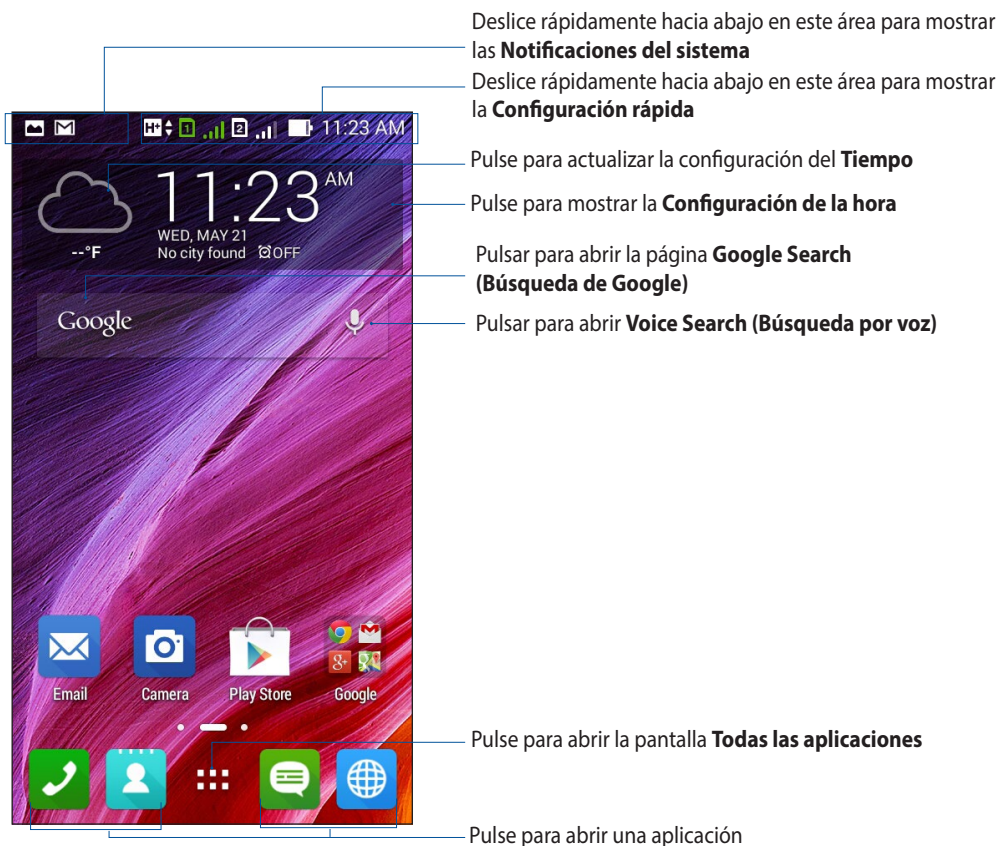 Deslice rápidamente hacia abajo en este área para mostrar
las Notificaciones del sistema
Deslice rápidamente hacia abajo en este área para mostrar
la Configuración rápida
H+ 1 2 11:23 AM
Pulse para actualizar la configuración del Tiempo
11:23 AM
Pulse para mostrar la Configuración de la hora
WED, MAY 21
--°F No city found OFF
Pulsar para abrir la página Google Search
(Búsqueda de Google)
Google
Pulsar para abrir Voice Search (Búsqueda por voz)
8+
Email Camera Play Store Google
Pulse para abrir la pantalla Todas las aplicaciones
Pulse para abrir una aplicación